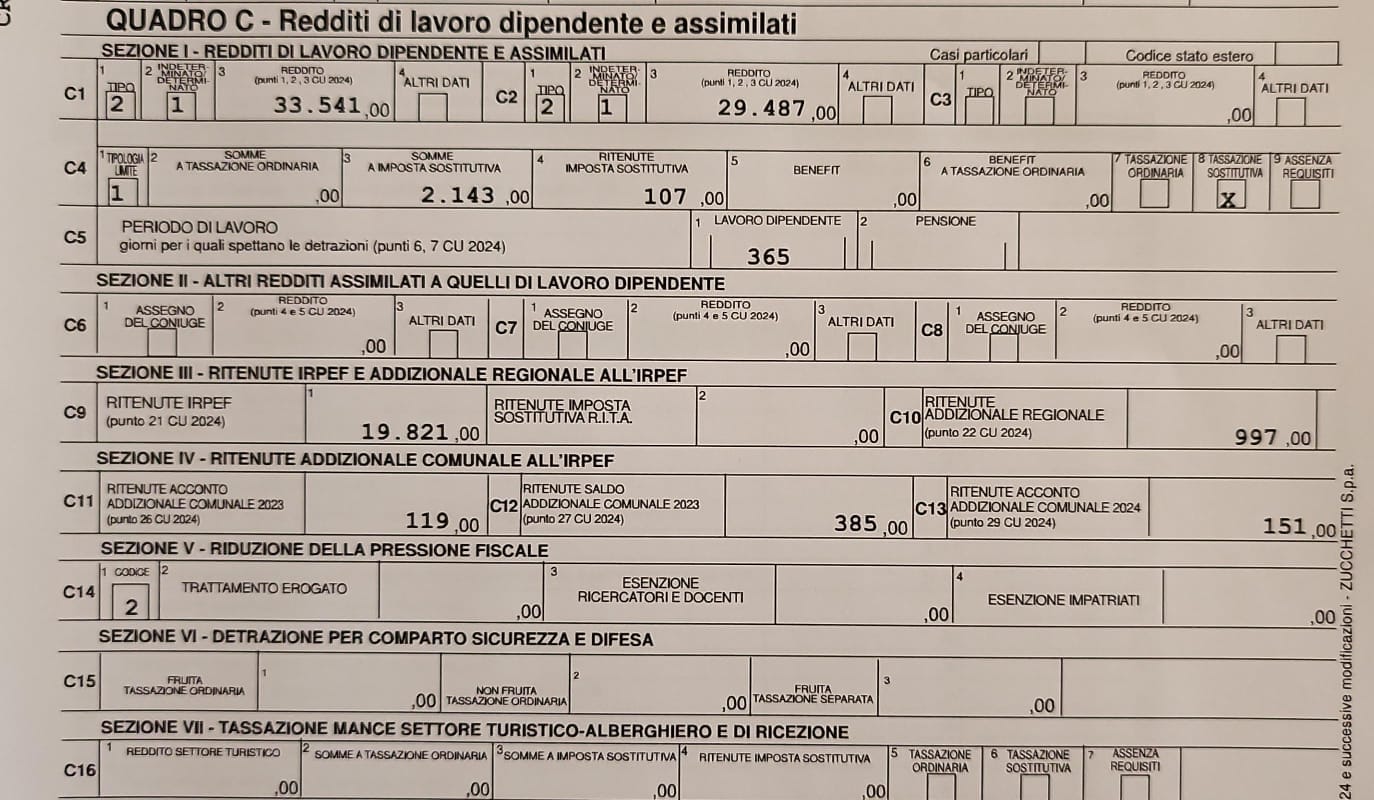 QUADRO C - Redditi di lavoro dipendente e assimilati
SEZIONE I - REDDITI DI LAVORO DIPENDENTE E ASSIMILATI Casi particolari Codice stato estero
C1 1 TIPO 2 2 INDETERMINATO/DETERMINATO 1 3 REDDITO (punti 1, 2, 3 CU 2024) 33.541,00 4 ALTRI DATI C2 1 TIPO 2 2 INDETERMINATO/DETERMINATO 1 3 REDDITO (punti 1, 2, 3 CU 2024) 29.487,00 4 ALTRI DATI C3 1 TIPO 2 INDETERMINATO/DETERMINATO 3 REDDITO (punti 1, 2, 3 CU 2024) ,00 4 ALTRI DATI
C4 1 TIPOLOGIA LIMITE 1 2 SOMME A TASSAZIONE ORDINARIA ,00 3 SOMME A IMPOSTA SOSTITUTIVA 2.143,00 4 RITENUTE IMPOSTA SOSTITUTIVA 107,00 5 BENEFIT ,00 6 BENEFIT A TASSAZIONE ORDINARIA ,00 7 TASSAZIONE ORDINARIA 8 TASSAZIONE SOSTITUTIVA X 9 ASSENZA REQUISITI
C5 PERIODO DI LAVORO giorni per i quali spettano le detrazioni (punti 6, 7 CU 2024) 1 LAVORO DIPENDENTE 365 2 PENSIONE
SEZIONE II - ALTRI REDDITI ASSIMILATI A QUELLI DI LAVORO DIPENDENTE
C6 1 ASSEGNO DEL CONIUGE 2 REDDITO (punti 4 e 5 CU 2024) ,00 3 ALTRI DATI C7 1 ASSEGNO DEL CONIUGE 2 REDDITO (punti 4 e 5 CU 2024) ,00 3 ALTRI DATI C8 1 ASSEGNO DEL CONIUGE 2 REDDITO (punti 4 e 5 CU 2024) ,00 3 ALTRI DATI
SEZIONE III - RITENUTE IRPEF E ADDIZIONALE REGIONALE ALL'IRPEF
C9 RITENUTE IRPEF (punto 21 CU 2024) 1 19.821,00 RITENUTE IMPOSTA SOSTITUTIVA R.I.T.A. 2 ,00 C10 RITENUTE ADDIZIONALE REGIONALE (punto 22 CU 2024) 997,00
SEZIONE IV - RITENUTE ADDIZIONALE COMUNALE ALL'IRPEF
C11 RITENUTE ACCONTO ADDIZIONALE COMUNALE 2023 (punto 26 CU 2024) 119,00 C12 RITENUTE SALDO ADDIZIONALE COMUNALE 2023 (punto 27 CU 2024) 385,00 C13 RITENUTE ACCONTO ADDIZIONALE COMUNALE 2024 (punto 29 CU 2024) 151,00
SEZIONE V - RIDUZIONE DELLA PRESSIONE FISCALE
C14 1 CODICE 2 2 TRATTAMENTO EROGATO ,00 3 ESENZIONE RICERCATORI E DOCENTI ,00 4 ESENZIONE IMPATRIATI ,00
SEZIONE VI - DETRAZIONE PER COMPARTO SICUREZZA E DIFESA
C15 FRUITA TASSAZIONE ORDINARIA 1 ,00 NON FRUITA TASSAZIONE ORDINARIA 2 ,00 FRUITA TASSAZIONE SEPARATA 3 ,00
SEZIONE VII - TASSAZIONE MANCE SETTORE TURISTICO-ALBERGHIERO E DI RICEZIONE
C16 1 REDDITO SETTORE TURISTICO ,00 2 SOMME A TASSAZIONE ORDINARIA ,00 3 SOMME A IMPOSTA SOSTITUTIVA ,00 4 RITENUTE IMPOSTA SOSTITUTIVA ,00 5 TASSAZIONE ORDINARIA 6 TASSAZIONE SOSTITUTIVA 7 ASSENZA REQUISITI
24 e successive modificazioni - ZUCCHETTI S.p.a.